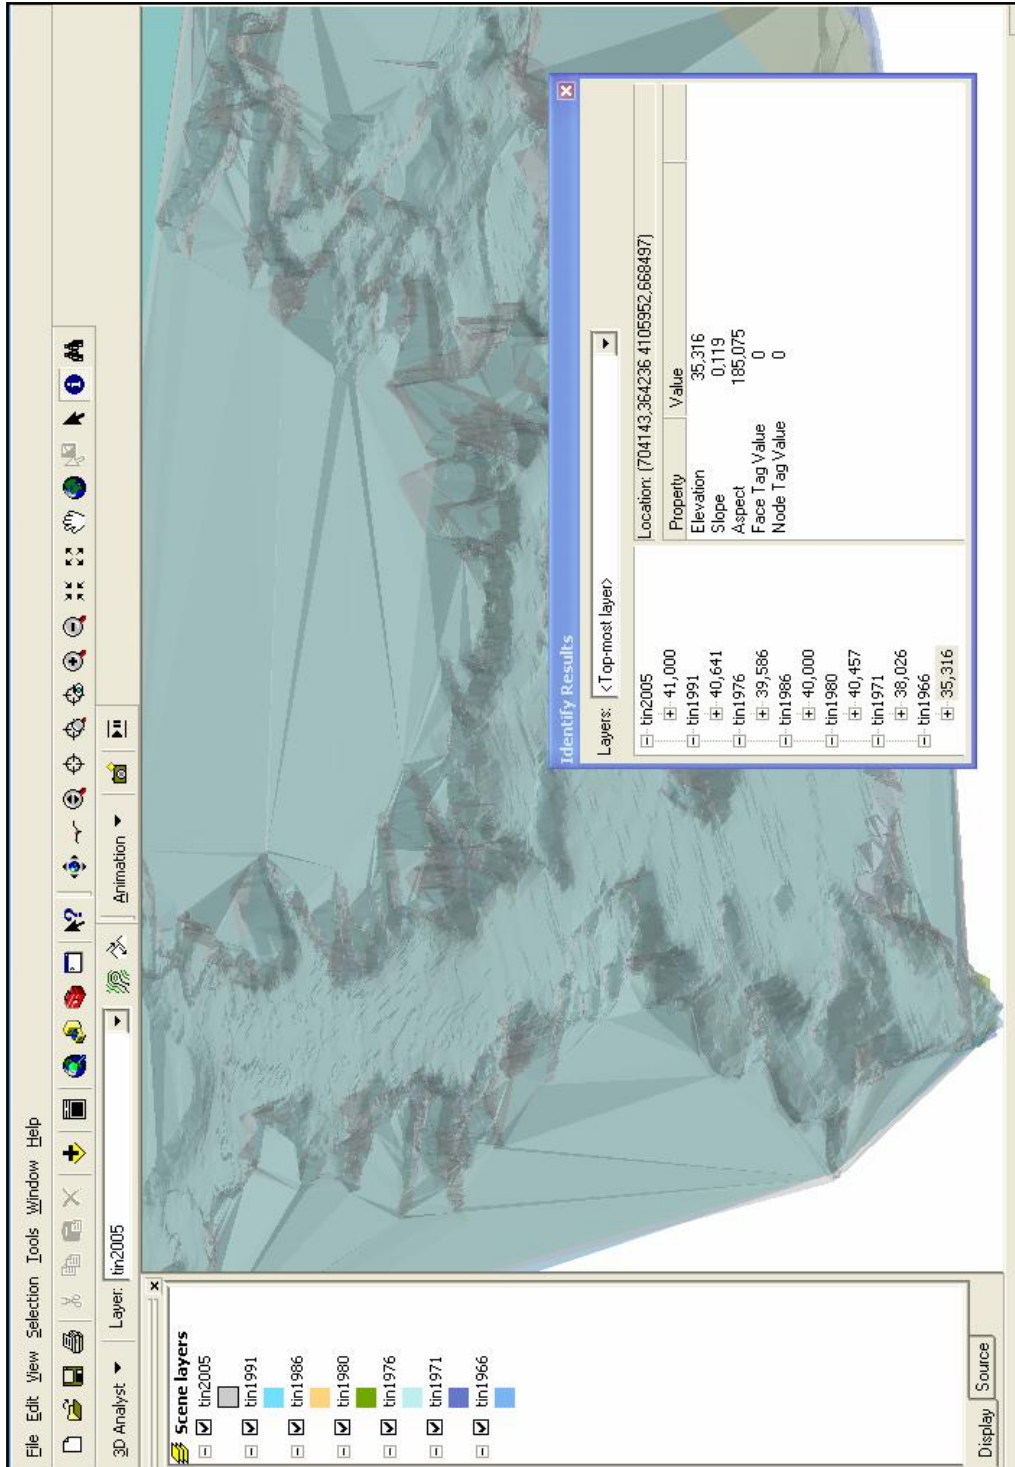 File Edit View Selection Tools Window Help
3D Analyst Layer: tin2005 Animation
Scene layers
tin2005
tin1991
tin1986
tin1980
tin1976
tin1971
tin1966
Display Source
Identify Results
Layers: <Top-most layer>
tin2005
41,000
tin1991
40,641
tin1976
39,586
tin1986
40,000
tin1980
40,457
tin1971
38,026
tin1966
35,316
Location: (704143,364236 4105952,668497)
Property Value
Elevation 35,316
Slope 0,119
Aspect 185,075
Face Tag Value 0
Node Tag Value 0